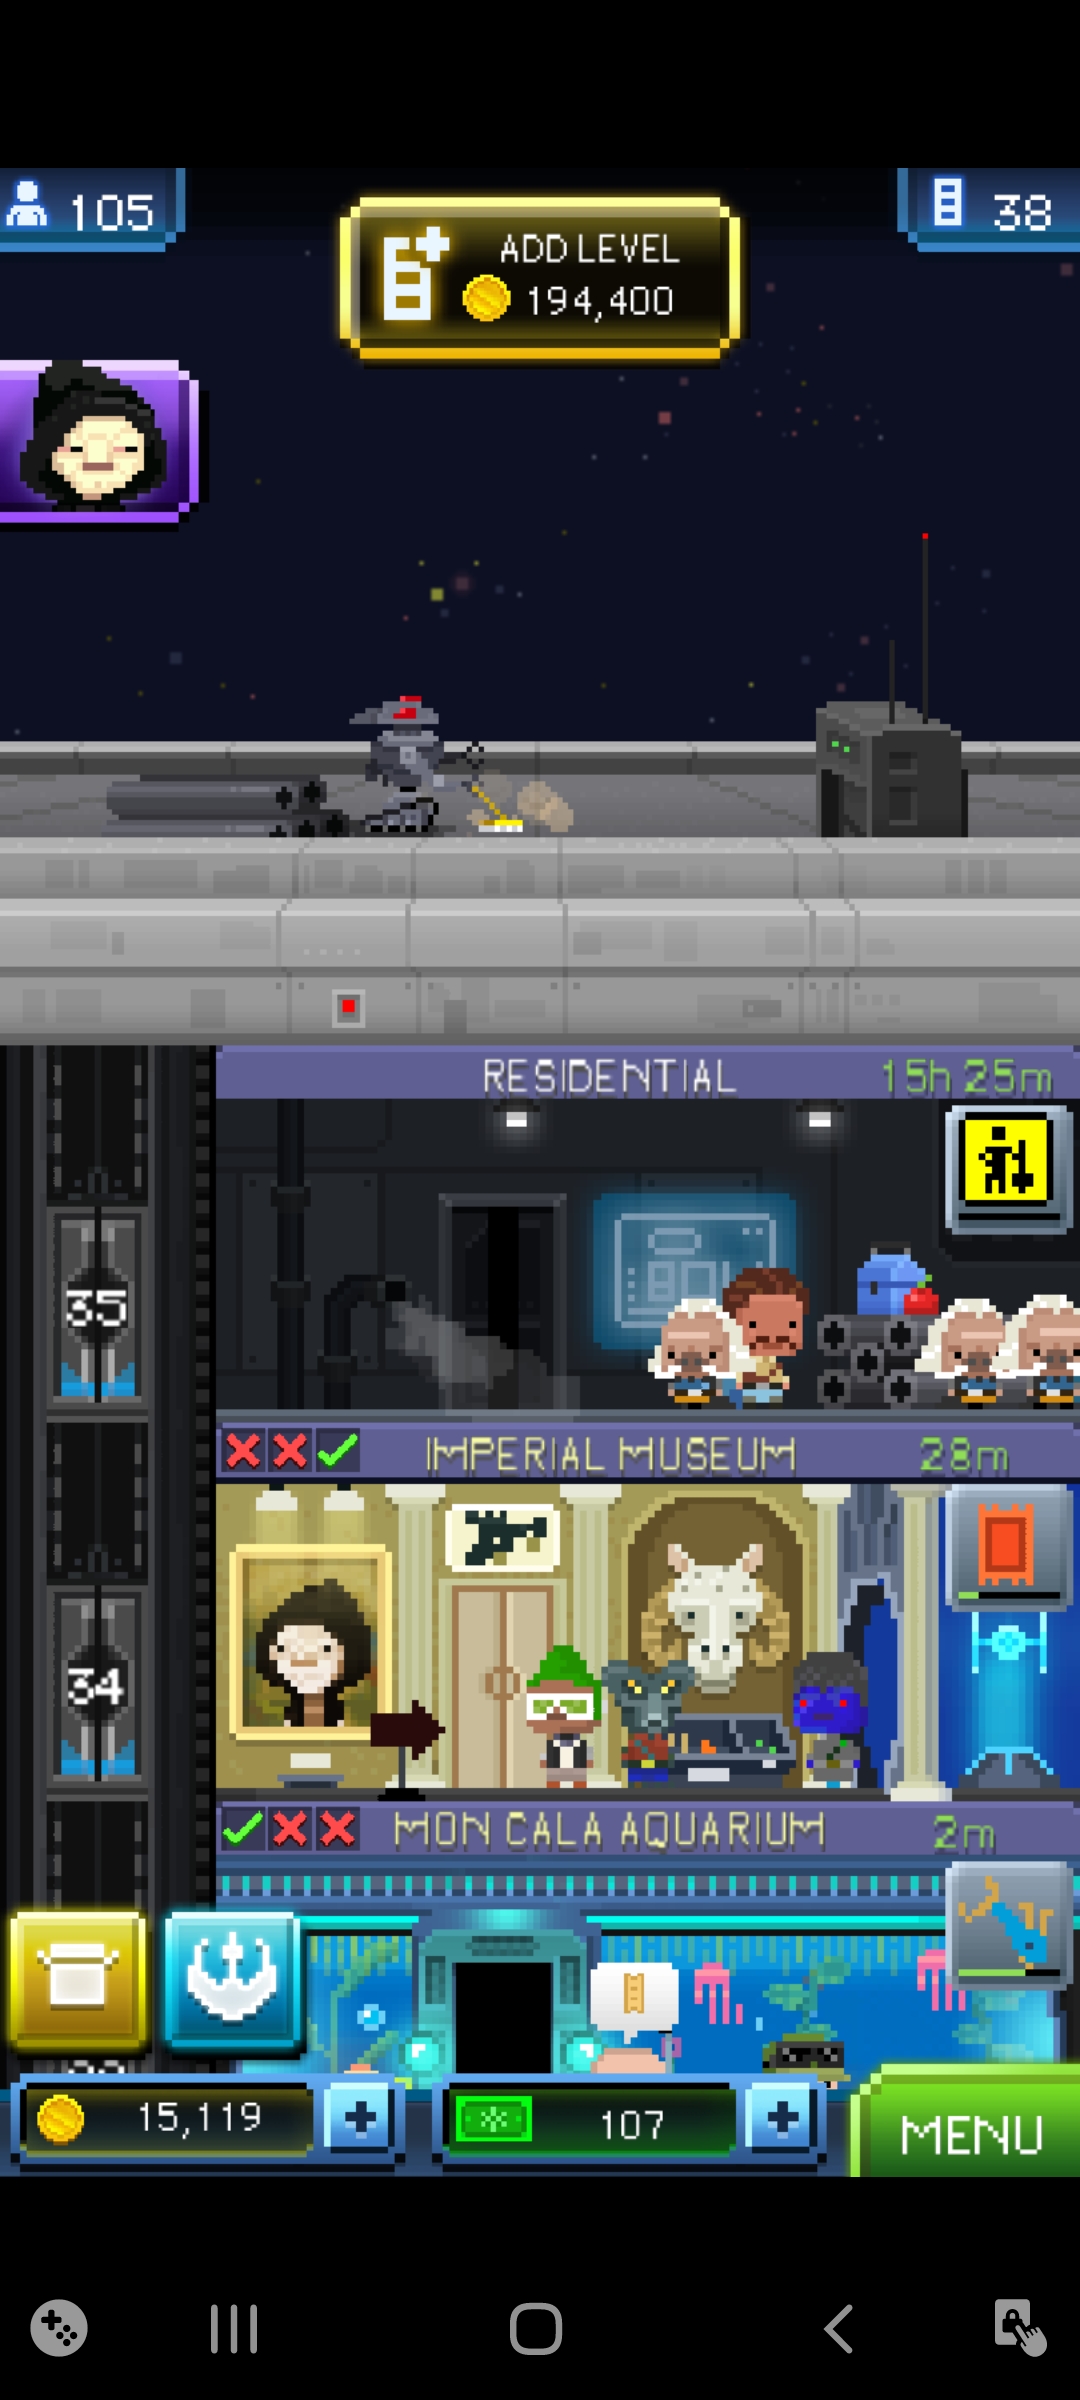 105
ADD LEVEL
194,400
38
RESIDENTIAL 15h 25m
35
IMPERIAL MUSEUM 28m
34
MON CALA AQUARIUM 2m
15,119
107
MENU